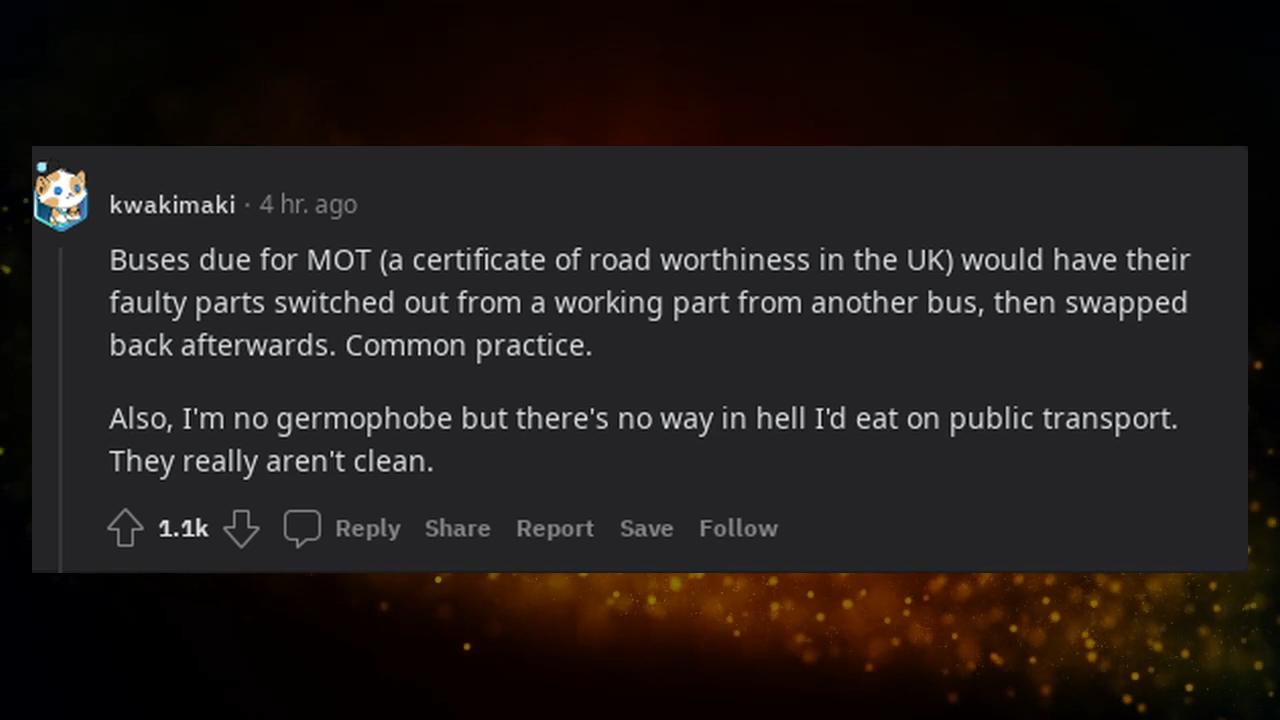 kwakimaki · 4 hr. ago
Buses due for MOT (a certificate of road worthiness in the UK) would have their
faulty parts switched out from a working part from another bus, then swapped
back afterwards. Common practice.
Also, I'm no germophobe but there's no way in hell I'd eat on public transport.
They really aren't clean.
1.1k Reply Share Report Save Follow